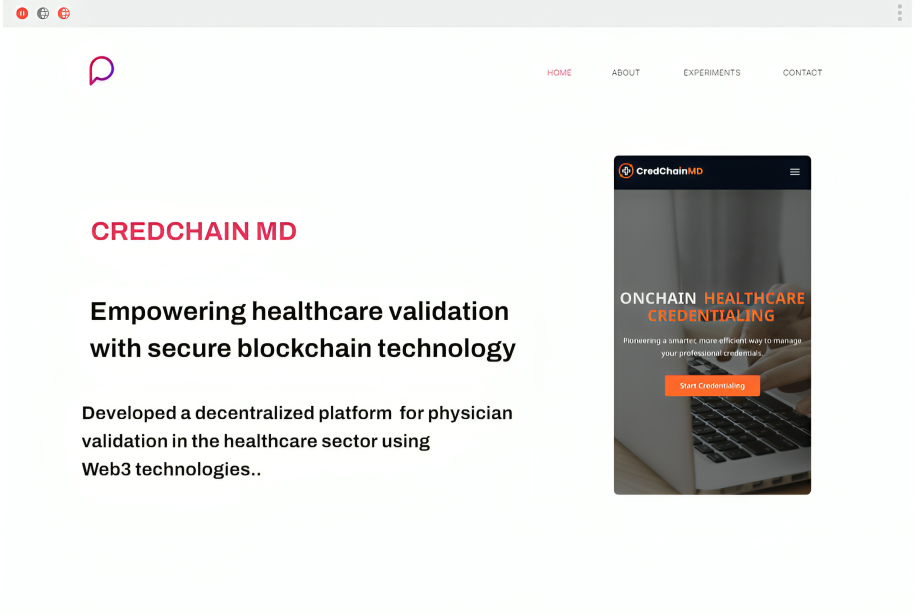 HOME ABOUT EXPERIMENTS CONTACT
CREDCHAIN MD
Empowering healthcare validation
with secure blockchain technology
Developed a decentralized platform for physician
validation in the healthcare sector using
Web3 technologies..
CredChainMD
ONCHAIN HEALTHCARE
CREDENTIALING
Pioneering a smarter, more efficient way to manage
your professional credentials.
Start Credentialing